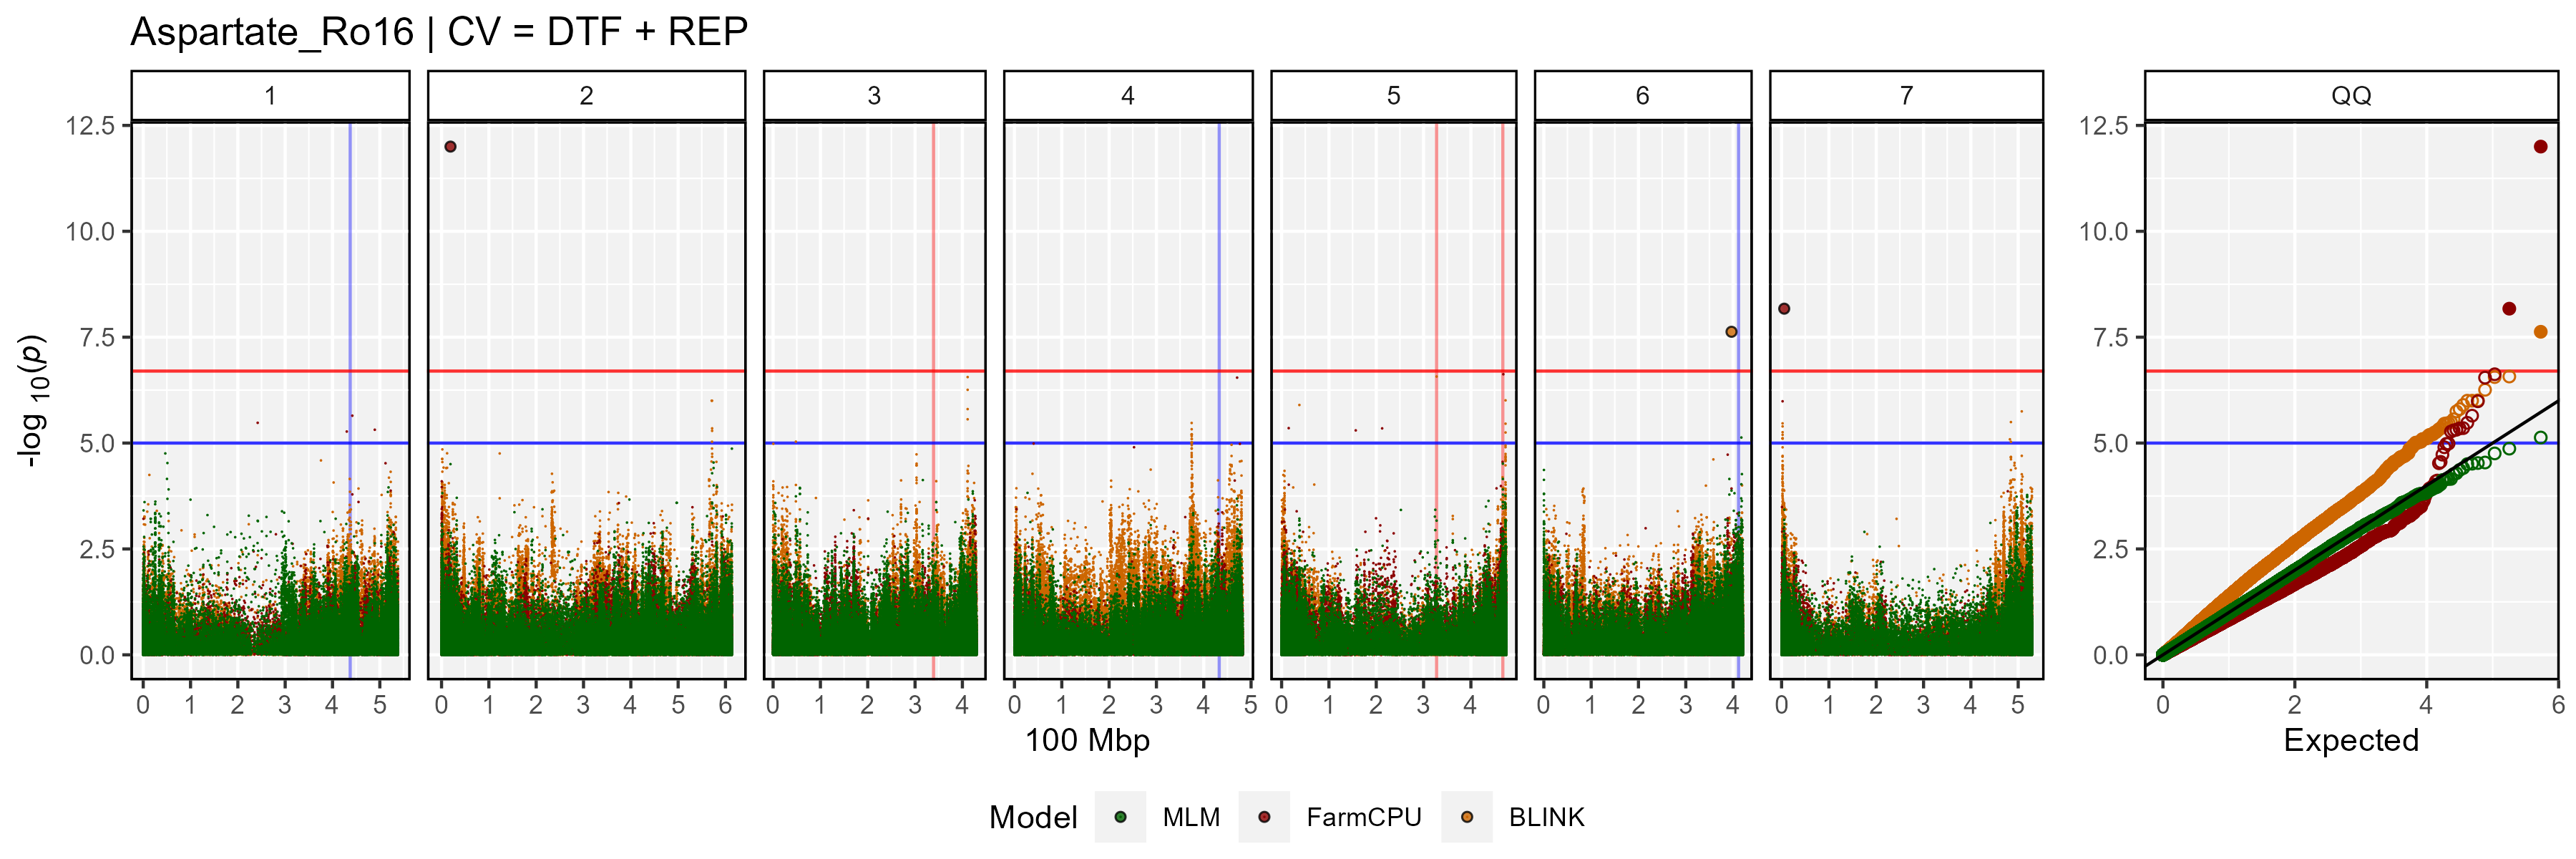 Aspartate_Ro16 | CV = DTF + REP
1 2 3 4 5 6 7 QQ
-log 10(p)
12.5 12.5
10.0 10.0
7.5 7.5
5.0 5.0
2.5 2.5
0.0 0.0
0 1 2 3 4 5 0 1 2 3 4 5 6 0 1 2 3 4 0 1 2 3 4 5 0 1 2 3 4 0 1 2 3 4 0 1 2 3 4 5 0 2 4 6
100 Mbp Expected
Model MLM FarmCPU BLINK